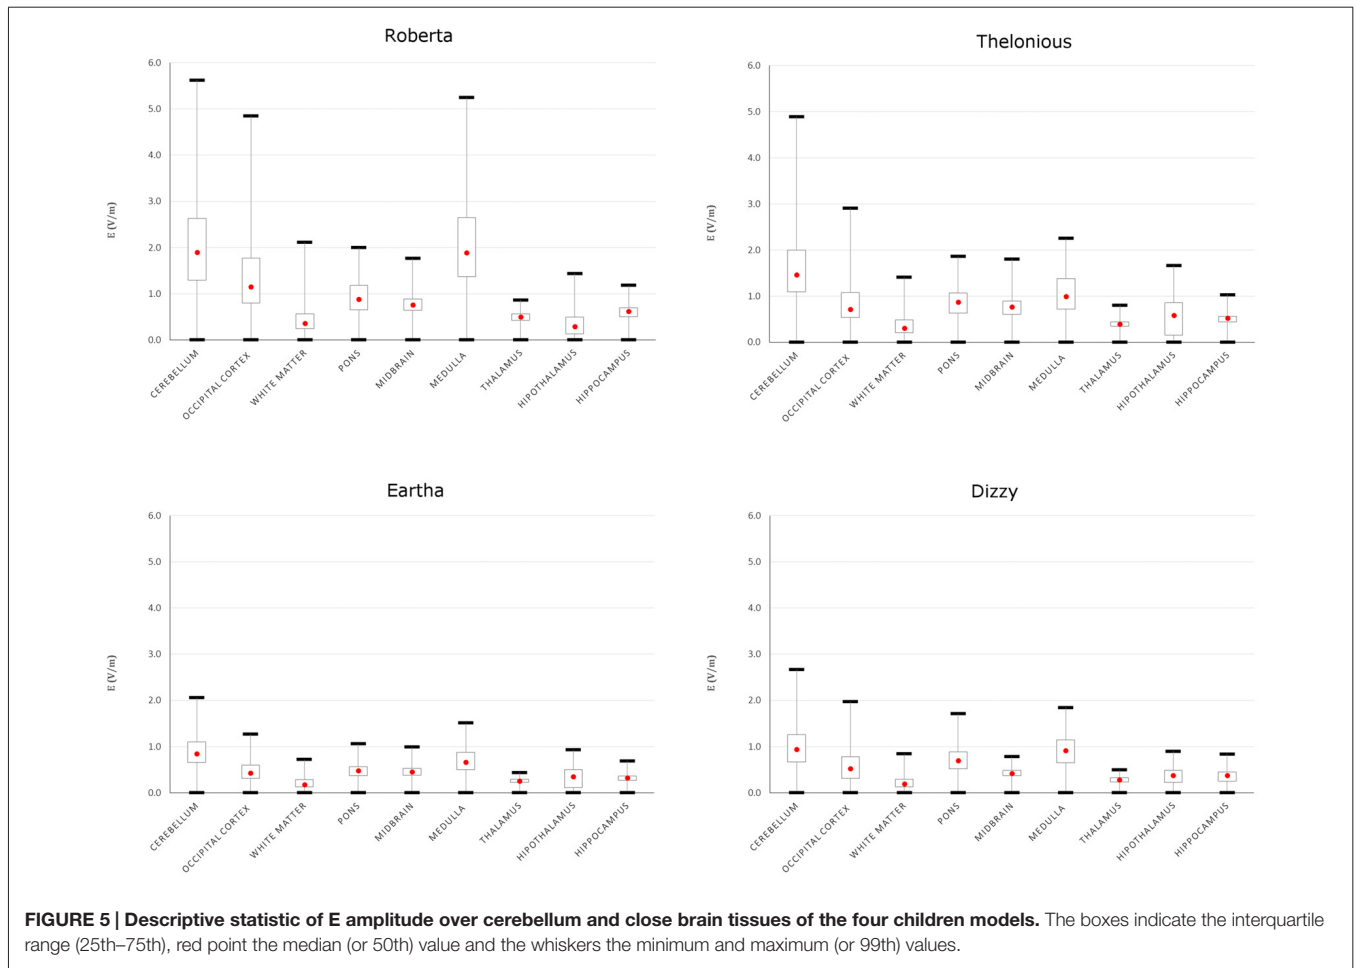 Roberta
6.0
5.0
4.0
3.0
2.0
1.0
0.0
E (V/m)
CEREBELLUM
OCCIPITAL CORTEX
WHITE MATTER
PONS
MIDBRAIN
MEDULLA
THALAMUS
HIPOTHALAMUS
HIPPOCAMPUS
Thelonious
6.0
5.0
4.0
3.0
2.0
1.0
0.0
E (V/m)
CEREBELLUM
OCCIPITAL CORTEX
WHITE MATTER
PONS
MIDBRAIN
MEDULLA
THALAMUS
HIPOTHALAMUS
HIPPOCAMPUS
Eartha
6.0
5.0
4.0
3.0
2.0
1.0
0.0
E (V/m)
CEREBELLUM
OCCIPITAL CORTEX
WHITE MATTER
PONS
MIDBRAIN
MEDULLA
THALAMUS
HIPOTHALAMUS
HIPPOCAMPUS
Dizzy
6.0
5.0
4.0
3.0
2.0
1.0
0.0
E (V/m)
CEREBELLUM
OCCIPITAL CORTEX
WHITE MATTER
PONS
MIDBRAIN
MEDULLA
THALAMUS
HIPOTHALAMUS
HIPPOCAMPUS
FIGURE 5 | Descriptive statistic of E amplitude over cerebellum and close brain tissues of the four children models. The boxes indicate the interquartile
range (25th–75th), red point the median (or 50th) value and the whiskers the minimum and maximum (or 99th) values.